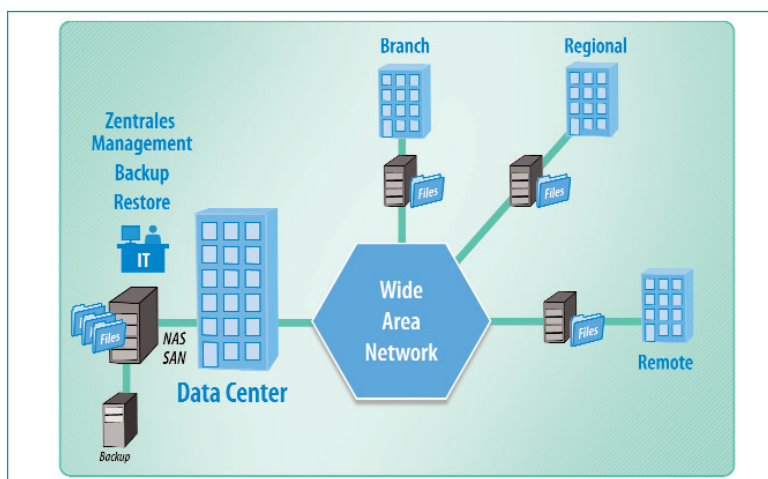 Branch
Regional
Zentrales
Management
Backup
Restore
IT
Files
Files
Wide
Area
Network
Files
Files
NAS
SAN
Data Center
Remote
Backup